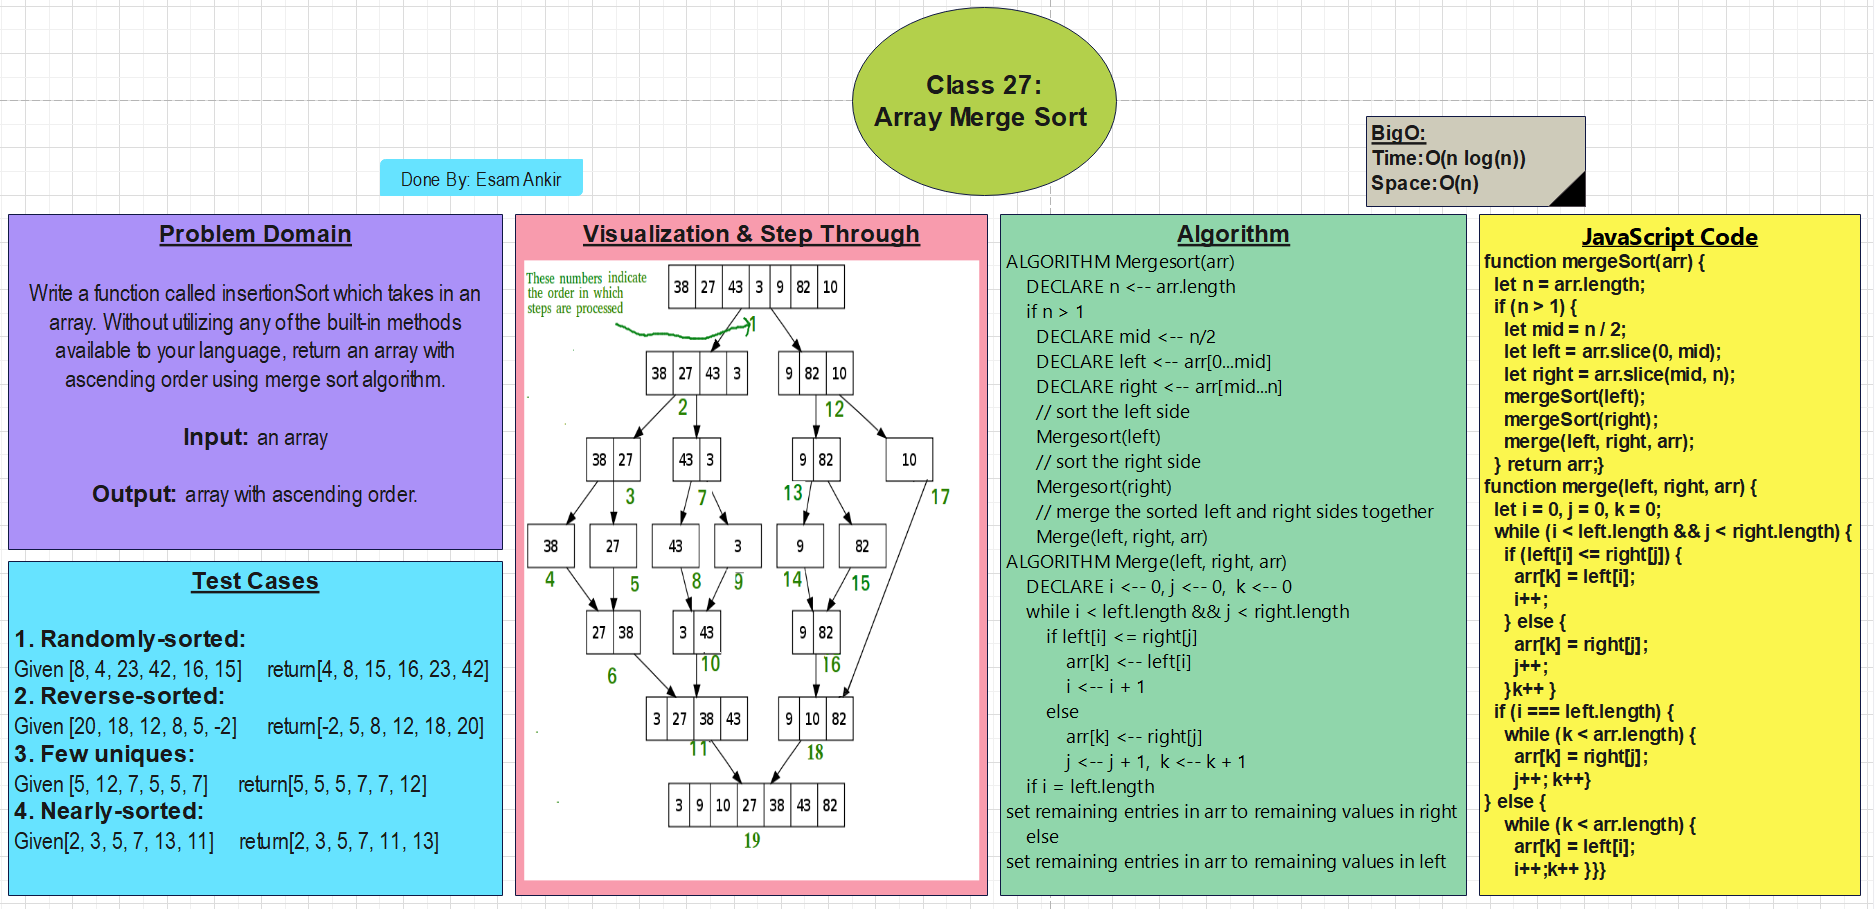 Class 27:
Array Merge Sort
BigO:
Time:O(n log(n))
Space:O(n)
Done By: Esam Ankir
Problem Domain
Write a function called insertionSort which takes in an
array. Without utilizing any of the built-in methods
available to your language, return an array with
ascending order using merge sort algorithm.
Input: an array
Output: array with ascending order.
Test Cases
1. Randomly-sorted:
Given [8, 4, 23, 42, 16, 15] return[4, 8, 15, 16, 23, 42]
2. Reverse-sorted:
Given [20, 18, 12, 8, 5, -2] return[-2, 5, 8, 12, 18, 20]
3. Few uniques:
Given [5, 12, 7, 5, 5, 7] return[5, 5, 5, 7, 7, 12]
4. Nearly-sorted:
Given[2, 3, 5, 7, 13, 11] return[2, 3, 5, 7, 11, 13]
Visualization & Step Through
These numbers indicate
the order in which
steps are processed
38 27 43 3 9 82 10
1
38 27 43 3 9 82 10
2 12
38 27 43 3 9 82 10
3 7 13 17
38 27 43 3 9 82
4 5 8 9 14 15
27 38 3 43 9 82
6 10 16
3 27 38 43 9 10 82
11 18
3 9 10 27 38 43 82
19
Algorithm
ALGORITHM Mergesort(arr)
DECLARE n <-- arr.length
if n > 1
DECLARE mid <-- n/2
DECLARE left <-- arr[0...mid]
DECLARE right <-- arr[mid...n]
// sort the left side
Mergesort(left)
// sort the right side
Mergesort(right)
// merge the sorted left and right sides together
Merge(left, right, arr)
ALGORITHM Merge(left, right, arr)
DECLARE i <-- 0, j <-- 0, k <-- 0
while i < left.length && j < right.length
if left[i] <= right[j]
arr[k] <-- left[i]
i <-- i + 1
else
arr[k] <-- right[j]
j <-- j + 1, k <-- k + 1
if i = left.length
set remaining entries in arr to remaining values in right
else
set remaining entries in arr to remaining values in left
JavaScript Code
function mergeSort(arr) {
let n = arr.length;
if (n > 1) {
let mid = n / 2;
let left = arr.slice(0, mid);
let right = arr.slice(mid, n);
mergeSort(left);
mergeSort(right);
merge(left, right, arr);
} return arr;}
function merge(left, right, arr) {
let i = 0, j = 0, k = 0;
while (i < left.length && j < right.length) {
if (left[i] <= right[j]) {
arr[k] = left[i];
i++;
} else {
arr[k] = right[j];
j++;
}k++ }
if (i === left.length) {
while (k < arr.length) {
arr[k] = right[j];
j++; k++}
} else {
while (k < arr.length) {
arr[k] = left[i];
i++;k++ }}}